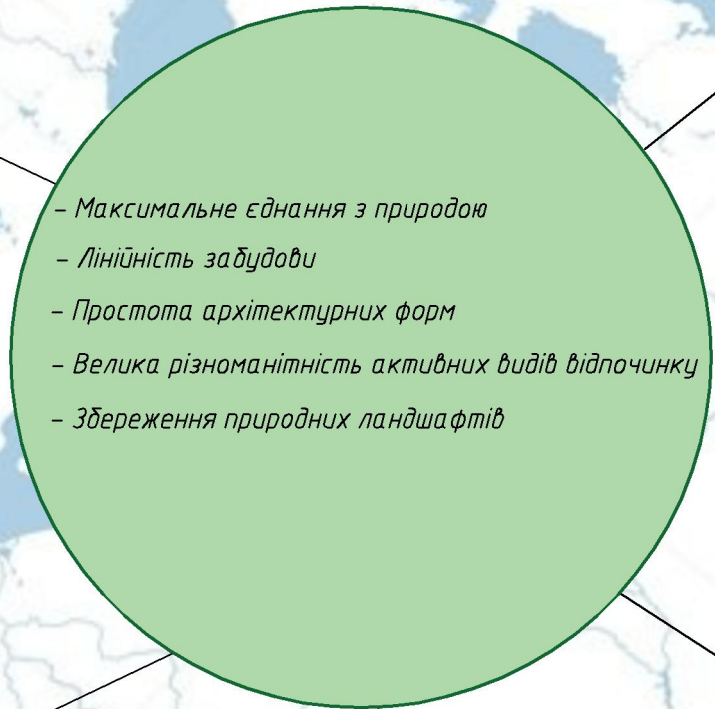 - Максимальне єднання з природою
- Лінійність забудови
- Простота архітектурних форм
- Велика різноманітність активних видів відпочинку
- Збереження природних ландшафтів